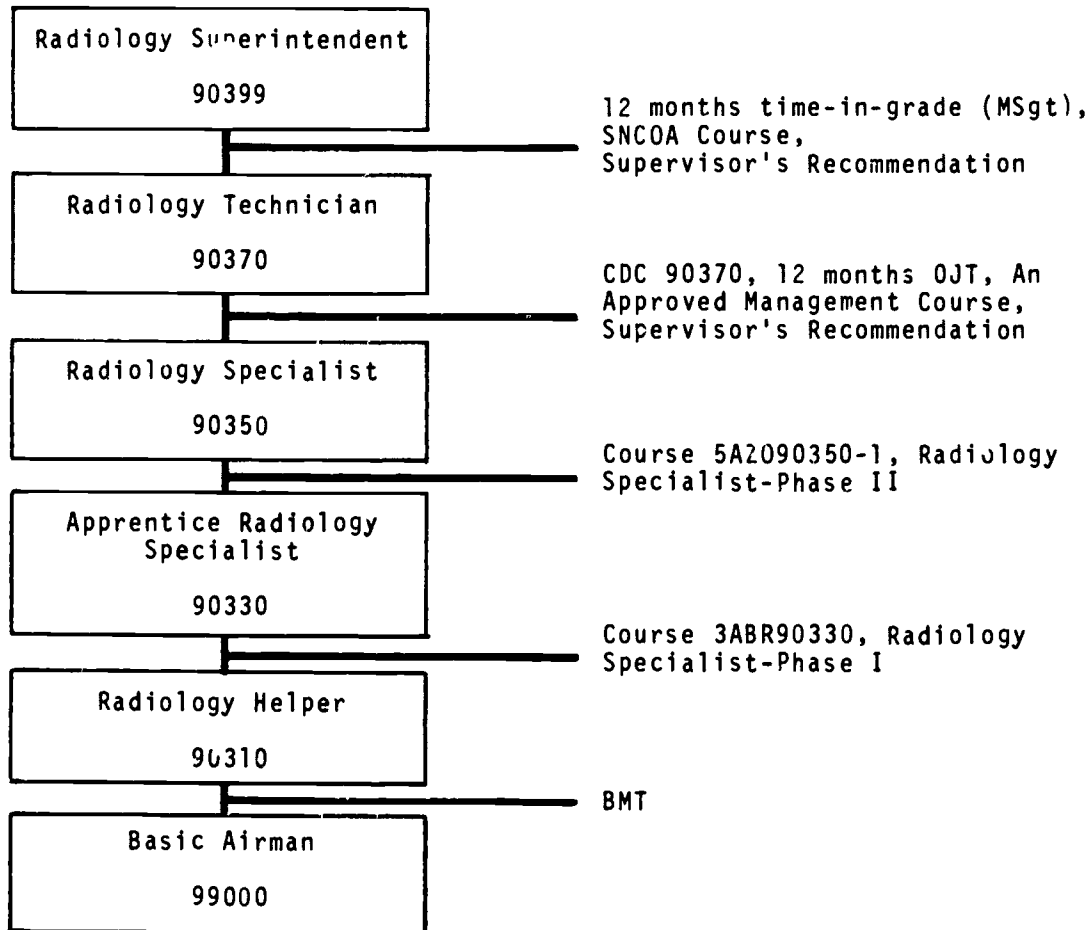 Radiology Superintendent
90399
12 months time-in-grade (MSgt),
SNCOA Course,
Supervisor's Recommendation
Radiology Technician
90370
CDC 90370, 12 months OJT, An
Approved Management Course,
Supervisor's Recommendation
Radiology Specialist
90350
Course 5AZO90350-1, Radiology
Specialist-Phase II
Apprentice Radiology
Specialist
90330
Course 3ABR90330, Radiology
Specialist-Phase I
Radiology Helper
90310
BMT
Basic Airman
99000